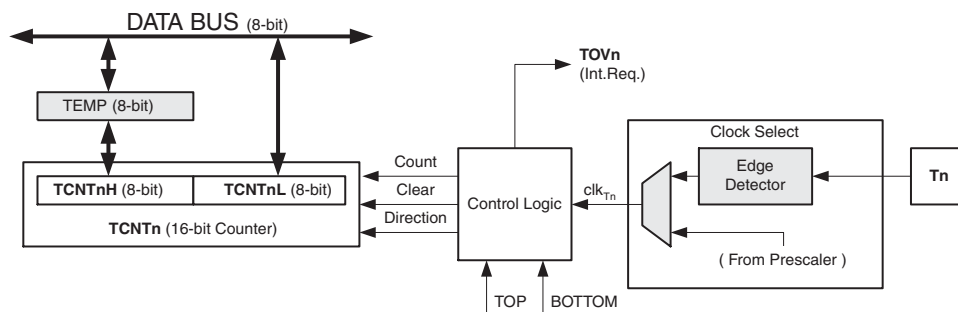 DATA BUS (8-bit)
TOVn
(Int.Req.)
TEMP (8-bit)
Clock Select
Count
Edge
Detector
Tn
TCNTnH (8-bit)
TCNTnL (8-bit)
Clear
Control Logic
clkTn
TCNTn (16-bit Counter)
Direction
( From Prescaler )
TOP
BOTTOM